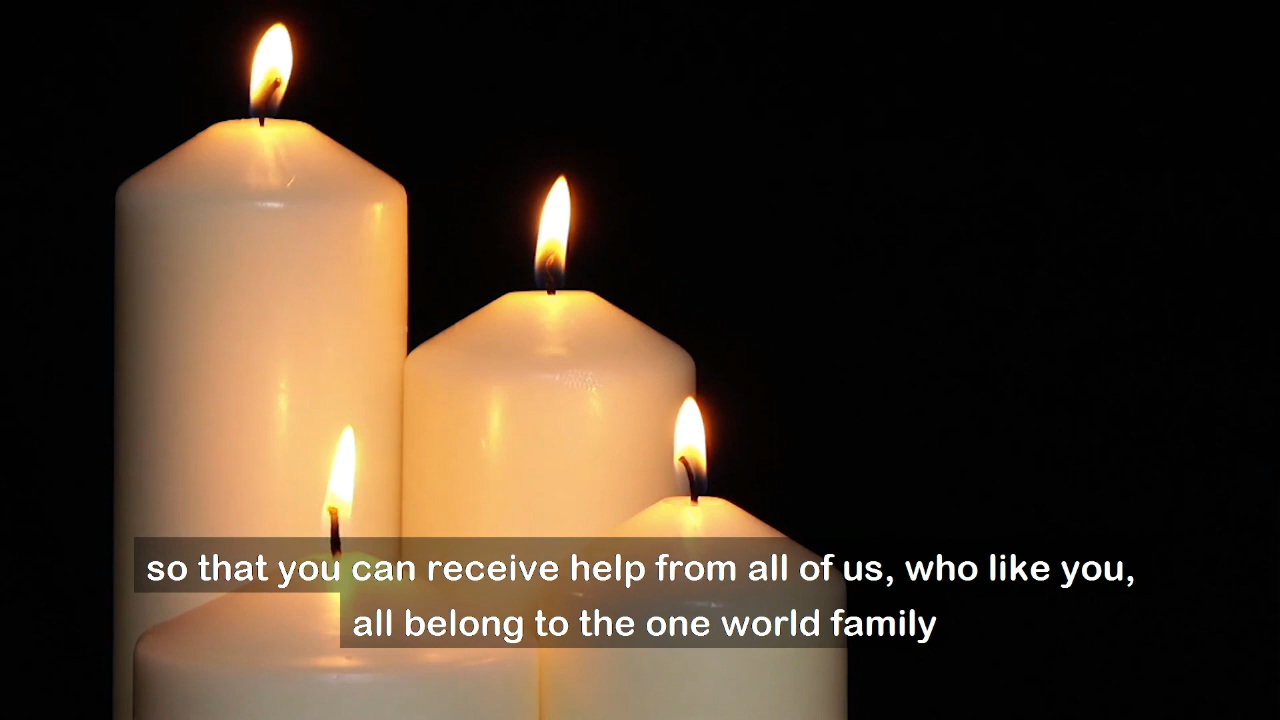 so that you can receive help from all of us, who like you,
all belong to the one world family